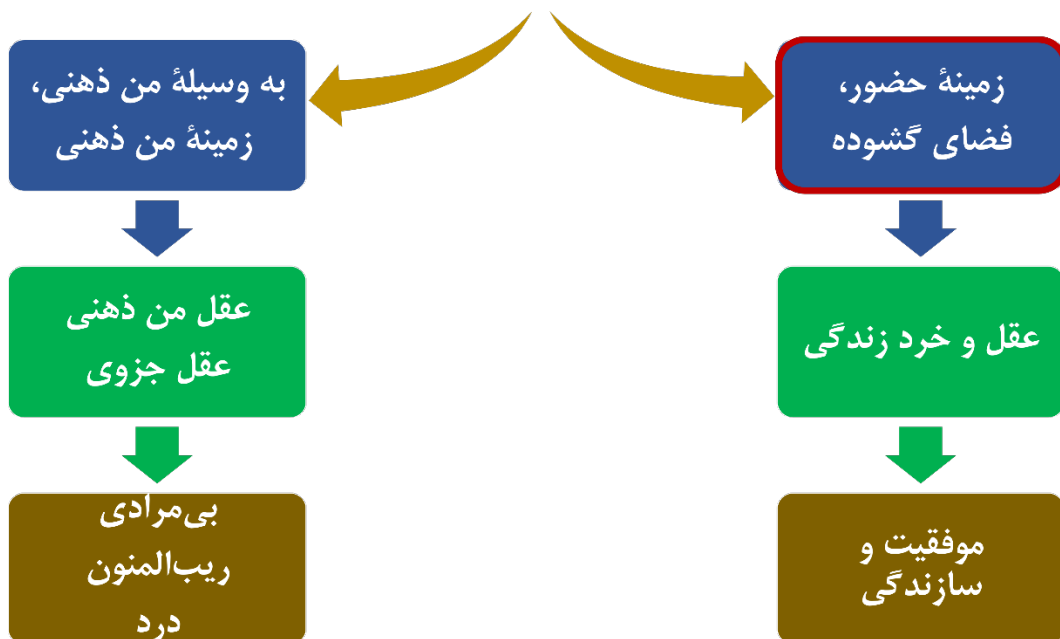 زمینهٔ حضور،
فضای گشوده
عقل و خرد زندگی
موفقیت و
سازندگی
به وسیلهٔ من ذهنی،
زمینهٔ من ذهنی
عقل من ذهنی
عقل جزوی
بی‌مرادی
ریب‌المنون
درد